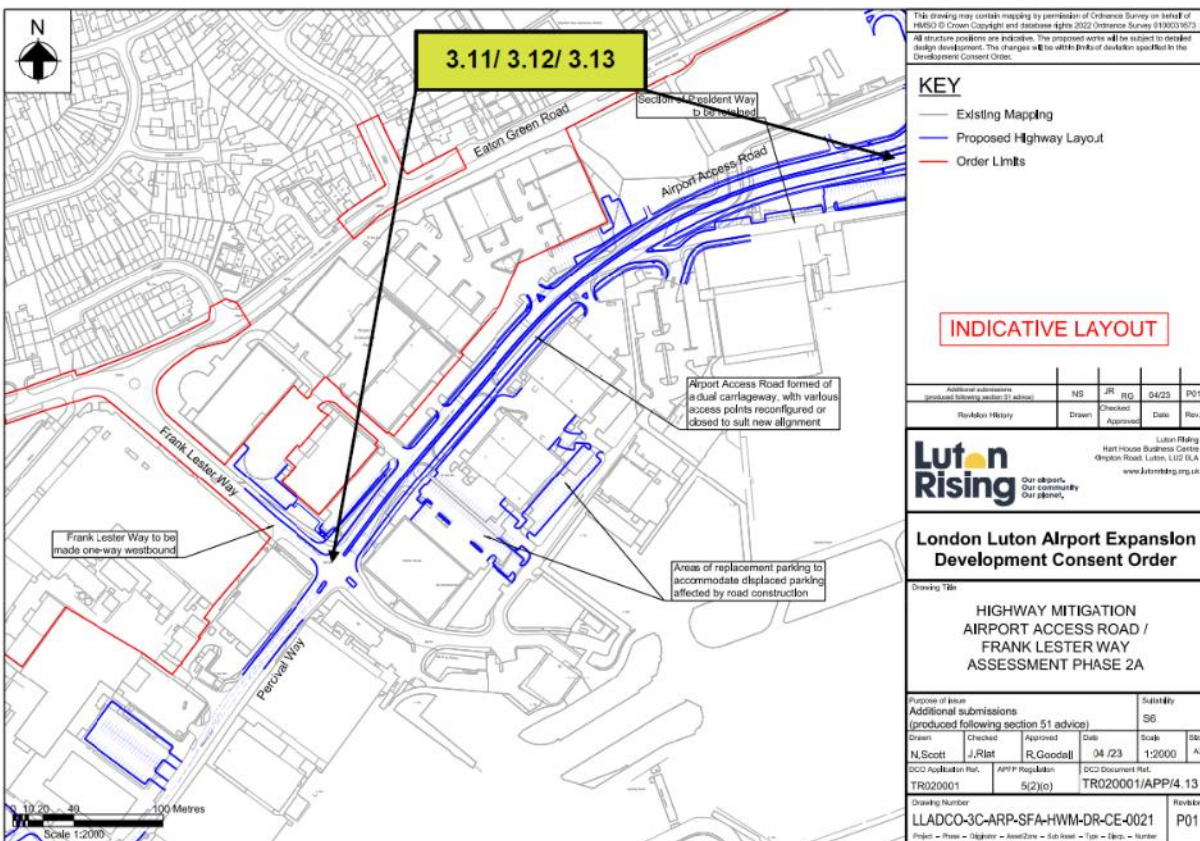 N
3.11/ 3.12/ 3.13
Section of President Way
to be retained
Eaton Green Road
Airport Access Road
Airport Access Road formed of
a dual carriageway, with various
access points reconfigured or
closed to suit new alignment
Frank Lester Way
Frank Lester Way to be
made one-way westbound
Areas of replacement parking to
accommodate displaced parking
affected by road construction
Percival Way
0 10 20 40 100 Metres
Scale 1:2000
This drawing may contain mapping by permission of Ordnance Survey on behalf of
HMSO © Crown Copyright and database rights 2022 Ordnance Survey 0100031673
All structure positions are indicative. The proposed works will be subject to detailed
design development. The changes will be within limits of deviation specified in the
Development Consent Order.
KEY
Existing Mapping
Proposed Highway Layout
Order Limits
INDICATIVE LAYOUT
Additional submissions
(produced following section 51 advice)
NS JR RG 04/23 P01
Revision History Drawn Checked Approved Date Rev.
Luton
Rising
Our airport.
Our community
Our planet.
Luton Rising
Hart House Business Centre
Kimpton Road, Luton, LU2 0LA
www.lutonrising.org.uk
London Luton Airport Expansion
Development Consent Order
Drawing Title
HIGHWAY MITIGATION
AIRPORT ACCESS ROAD /
FRANK LESTER WAY
ASSESSMENT PHASE 2A
Purpose of issue
Additional submissions
(produced following section 51 advice)
Suitability
S6
Drawn Checked Approved Date Scale
N.Scott J.Riat R.Goodall 04 /23 1:2000
DCO Application Ref. APFP Regulation DCO Document Ref.
TR020001 5(2)(o) TR020001/APP/4.13
Drawing Number Revision
LLADCO-3C-ARP-SFA-HWM-DR-CE-0021 P01
Project – Phase – Originator – Asset/Zone – Sub Asset – Type – Discp. – Number